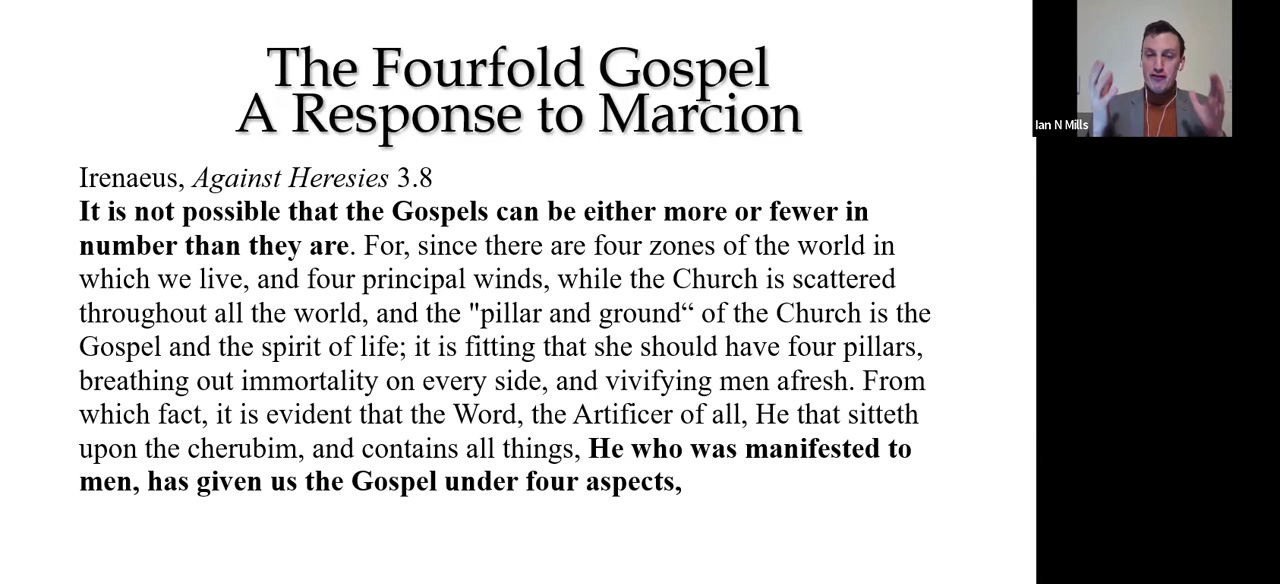 The Fourfold Gospel
A Response to Marcion
Irenaeus, Against Heresies 3.8
It is not possible that the Gospels can be either more or fewer in
number than they are. For, since there are four zones of the world in
which we live, and four principal winds, while the Church is scattered
throughout all the world, and the "pillar and ground“ of the Church is the
Gospel and the spirit of life; it is fitting that she should have four pillars,
breathing out immortality on every side, and vivifying men afresh. From
which fact, it is evident that the Word, the Artificer of all, He that sitteth
upon the cherubim, and contains all things, He who was manifested to
men, has given us the Gospel under four aspects,
Ian N Mills